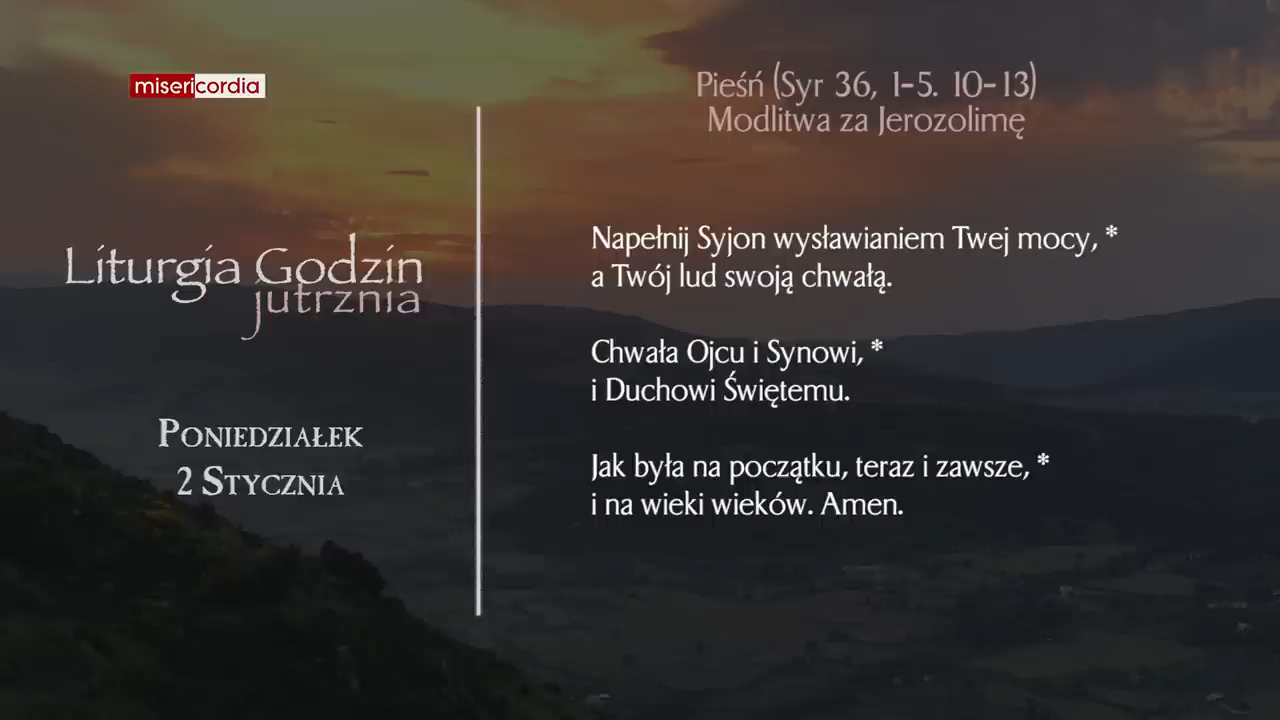 misericordia
Liturgia Godzin
jutrznia
Poniedziałek
2 Stycznia
Pieśń (Syr 36, 1-5. 10-13)
Modlitwa za Jerozolimę
Napełnij Syjon wysławianiem Twej mocy, *
a Twój lud swoją chwałą.
Chwała Ojcu i Synowi, *
i Duchowi Świętemu.
Jak była na początku, teraz i zawsze, *
i na wieki wieków. Amen.